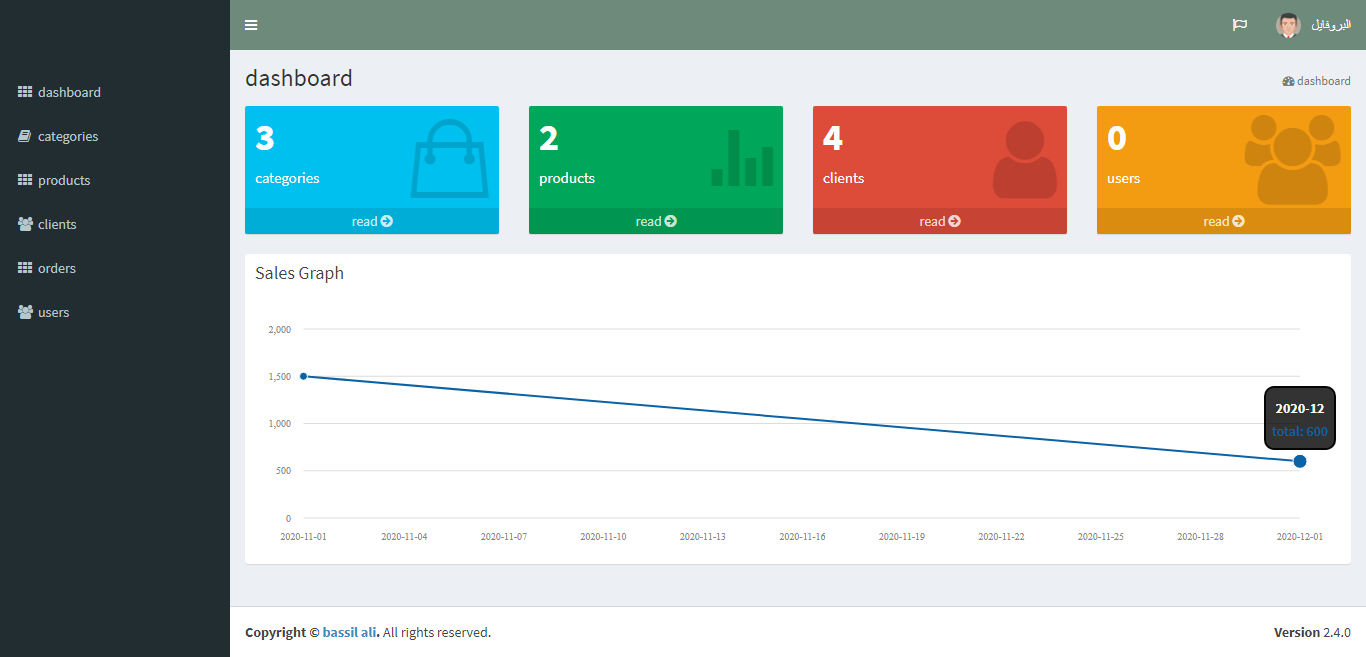 البروفايل
dashboard
categories
products
clients
orders
users
dashboard
dashboard
3
categories
read
2
products
read
4
clients
read
0
users
read
Sales Graph
2,000
1,500
1,000
500
0
2020-12
total: 600
2020-11-01 2020-11-04 2020-11-07 2020-11-10 2020-11-13 2020-11-16 2020-11-19 2020-11-22 2020-11-25 2020-11-28 2020-12-01
Copyright © bassil ali. All rights reserved.
Version 2.4.0